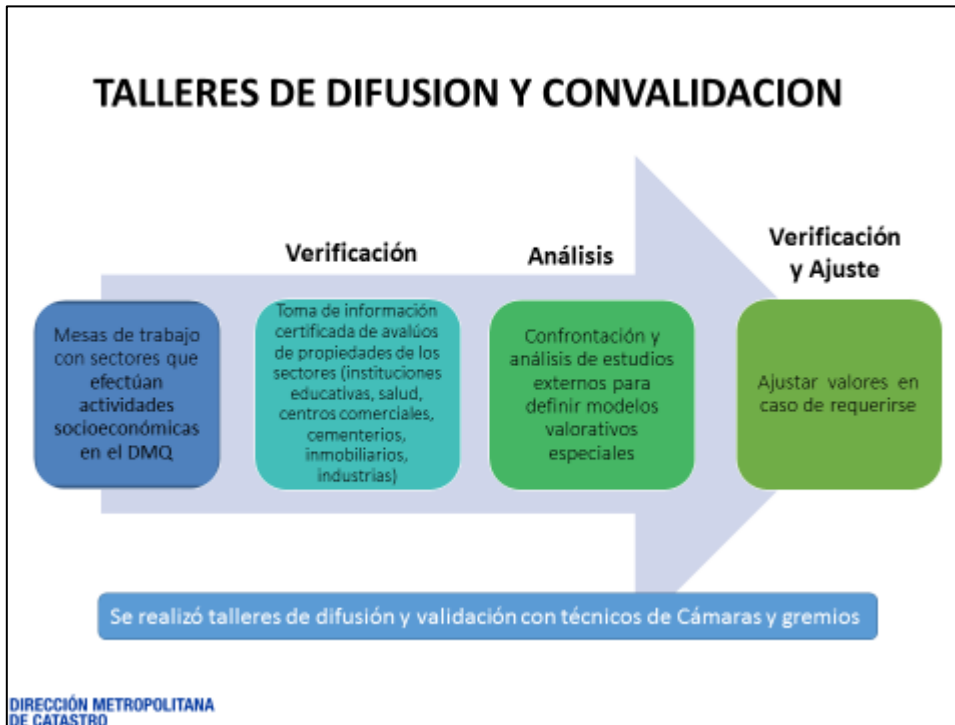 TALLERES DE DIFUSION Y CONVALIDACION
Mesas de trabajo
con sectores que
efectúan
actividades
socioeconómicas
en el DMQ
Verificación
Toma de información
certificada de avalúos
de propiedades de los
sectores (instituciones
educativas, salud,
centros comerciales,
cementerios,
inmobiliarios,
industrias)
Análisis
Confrontación y
análisis de estudios
externos para
definir modelos
valorativos
especiales
Verificación
y Ajuste
Ajustar valores en
caso de requerirse
Se realizó talleres de difusión y validación con técnicos de Cámaras y gremios
DIRECCIÓN METROPOLITANA
DE CATASTRO